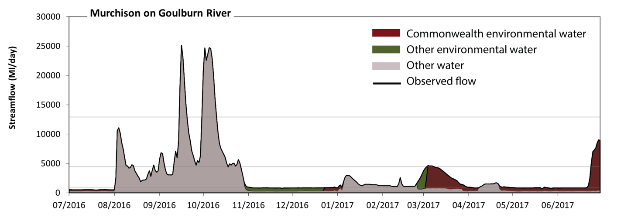 Murchison on Goulburn River
Streamflow (Ml/day)
30000
25000
20000
15000
10000
5000
0
Commonwealth environmental water
Other environmental water
Other water
Observed flow
07/2016 08/2016 09/2016 10/2016 11/2016 12/2016 01/2017 02/2017 03/2017 04/2017 05/2017 06/2017